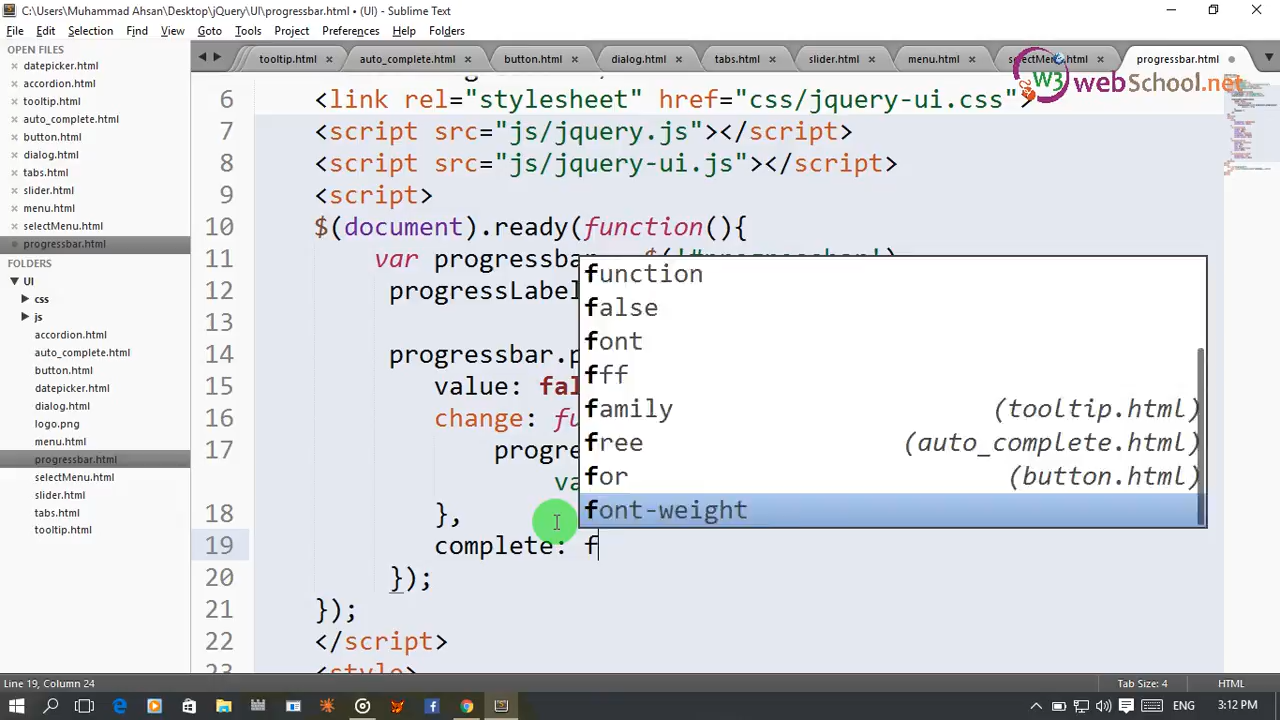 C:\Users\Muhammad Ahsan\Desktop\jQuery\UI\progressbar.html • (UI) - Sublime Text
File Edit Selection Find View Goto Tools Project Preferences Help Folders
OPEN FILES
datepicker.html
accordion.html
tooltip.html
auto_complete.html
button.html
dialog.html
tabs.html
slider.html
menu.html
selectMenu.html
progressbar.html
FOLDERS
UI
css
js
accordion.html
auto_complete.html
button.html
datepicker.html
dialog.html
logo.png
menu.html
progressbar.html
selectMenu.html
slider.html
tabs.html
tooltip.html
tooltip.html auto_complete.html button.html dialog.html tabs.html slider.html menu.html selectMenu.html progressbar.html
W3 webSchool.net
6 <link rel="stylesheet" href="css/jquery-ui.css">
7 <script src="js/jquery.js"></script>
8 <script src="js/jquery-ui.js"></script>
9 <script>
10 $(document).ready(function(){
11 var progressbar
12 progressLabel
13
14 progressbar.p
15 value: fal
16 change: fu
17 progre
va
18 },
19 complete: f
20 });
21 });
22 </script>
23 <style>
function
false
font
fff
family (tooltip.html)
free (auto_complete.html)
for (button.html)
font-weight
Line 19, Column 24 Tab Size: 4 HTML
ENG 3:12 PM